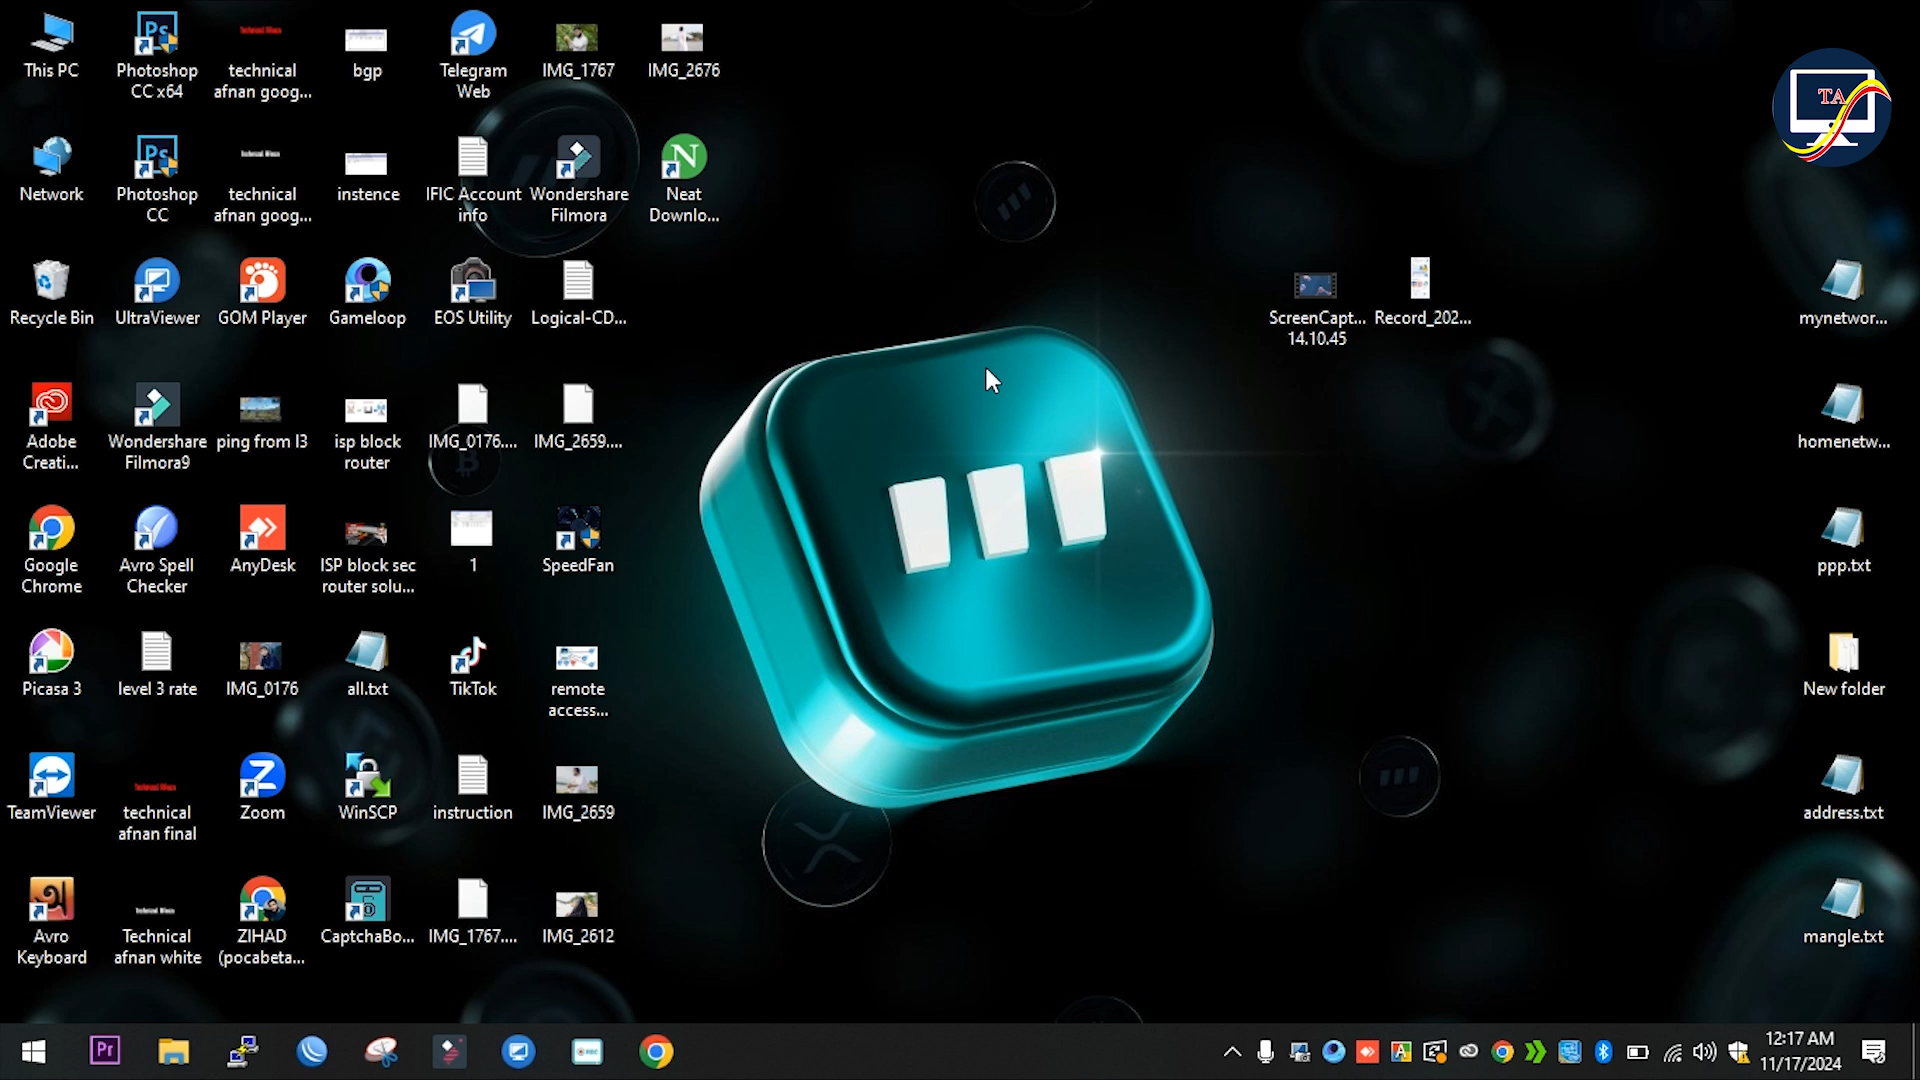 This PC
Photoshop
CC x64
technical
afnan goog...
bgp
Telegram
Web
IMG_1767
IMG_2676
TA
Network
Photoshop
CC
technical
afnan goog...
instence
IFIC Account
info
Wondershare
Filmora
Neat
Downlo...
Recycle Bin
UltraViewer
GOM Player
Gameloop
EOS Utility
Logical-CD...
ScreenCapt...
14.10.45
Record_202...
mynetwor...
Adobe
Creati...
Wondershare
Filmora9
ping from l3
isp block
router
IMG_0176....
IMG_2659....
homenetw...
Google
Chrome
Avro Spell
Checker
AnyDesk
ISP block sec
router solu...
1
SpeedFan
ppp.txt
Picasa 3
level 3 rate
IMG_0176
all.txt
TikTok
remote
access...
New folder
TeamViewer
technical
afnan final
Zoom
WinSCP
instruction
IMG_2659
address.txt
Avro
Keyboard
Technical
afnan white
ZIHAD
(pocabeta...
CaptchaBo...
IMG_1767....
IMG_2612
mangle.txt
12:17 AM
11/17/2024